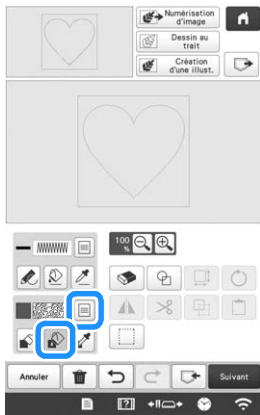 Numérisation
d'image
Dessin au
trait
Création
d'une illust.
100
%
Annuler
Suivant